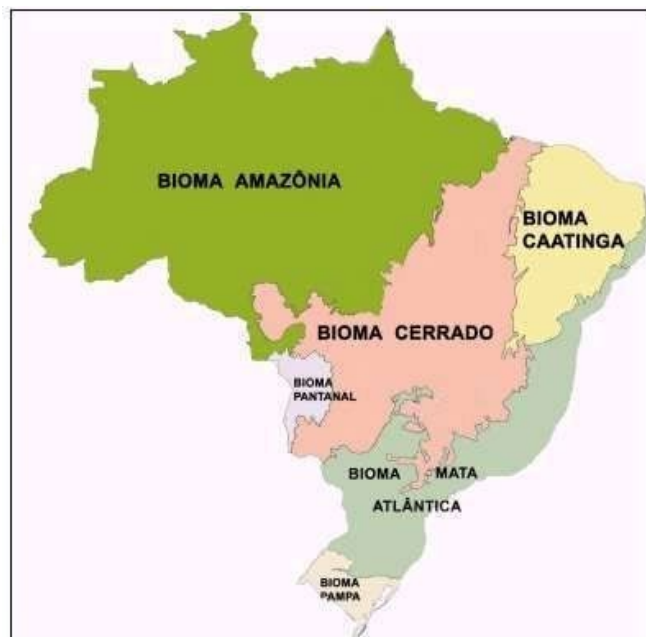 BIOMA AMAZÔNIA
BIOMA
CAATINGA
BIOMA CERRADO
BIOMA
PANTANAL
BIOMA MATA
ATLÂNTICA
BIOMA
PAMPA